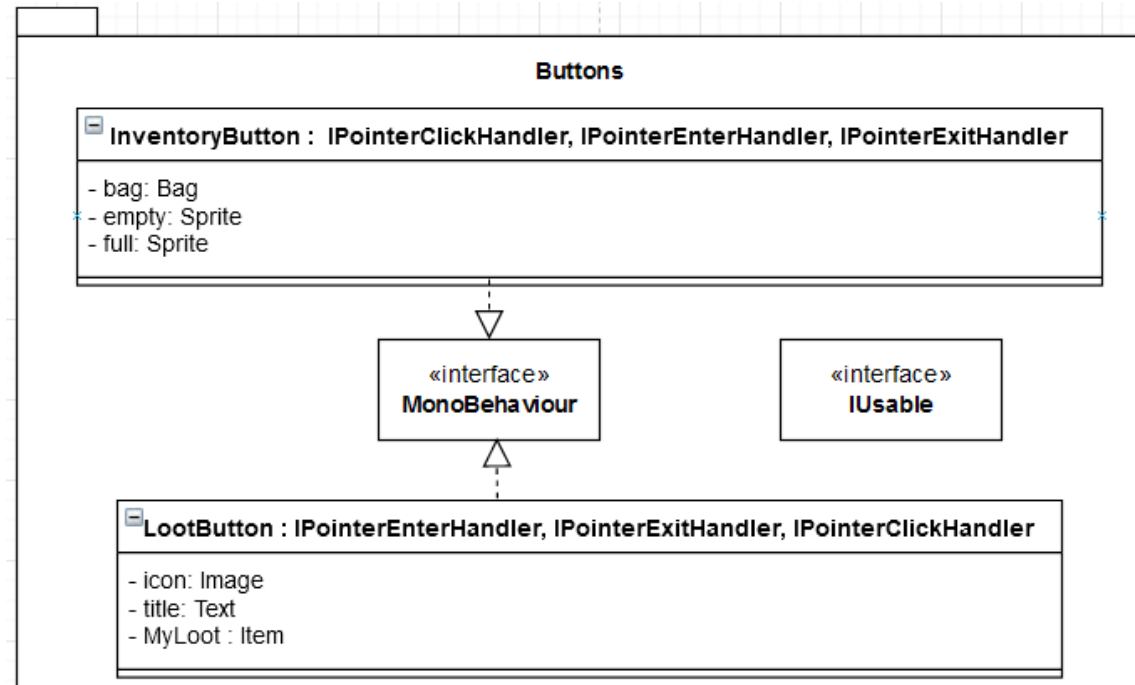 Buttons
InventoryButton : IPointerClickHandler, IPointerEnterHandler, IPointerExitHandler
- bag: Bag
- empty: Sprite
- full: Sprite
«interface»
MonoBehaviour
«interface»
IUsable
LootButton : IPointerEnterHandler, IPointerExitHandler, IPointerClickHandler
- icon: Image
- title: Text
- MyLoot : Item